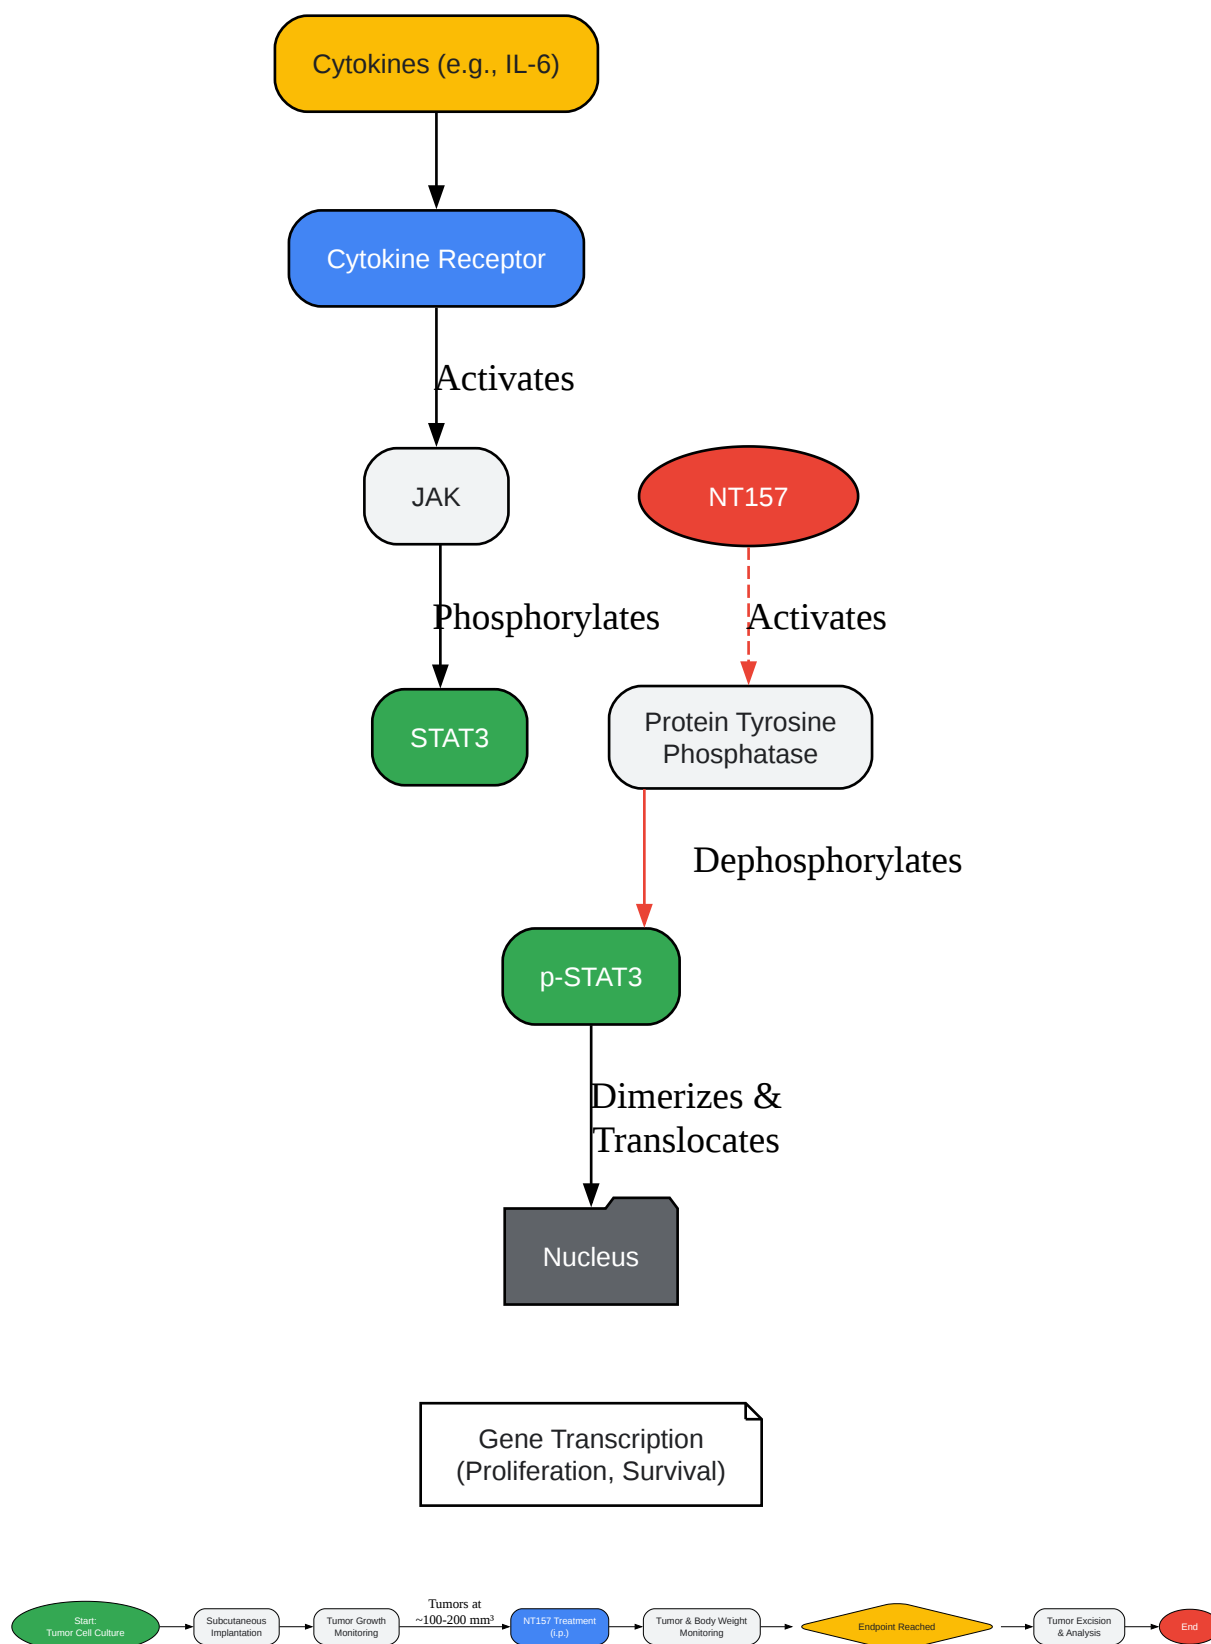 Cytokines (e.g., IL-6)
Cytokine Receptor
Activates
JAK
NT157
Phosphorylates
Activates
STAT3
Protein Tyrosine
Phosphatase
Dephosphorylates
p-STAT3
Dimerizes &
Translocates
Nucleus
Gene Transcription
(Proliferation, Survival)
Start:
Tumor Cell Culture
Subcutaneous
Implantation
Tumor Growth
Monitoring
Tumors at
~100-200 mm³
NT157 Treatment
(i.p.)
Tumor & Body Weight
Monitoring
Endpoint Reached
Tumor Excision
& Analysis
End